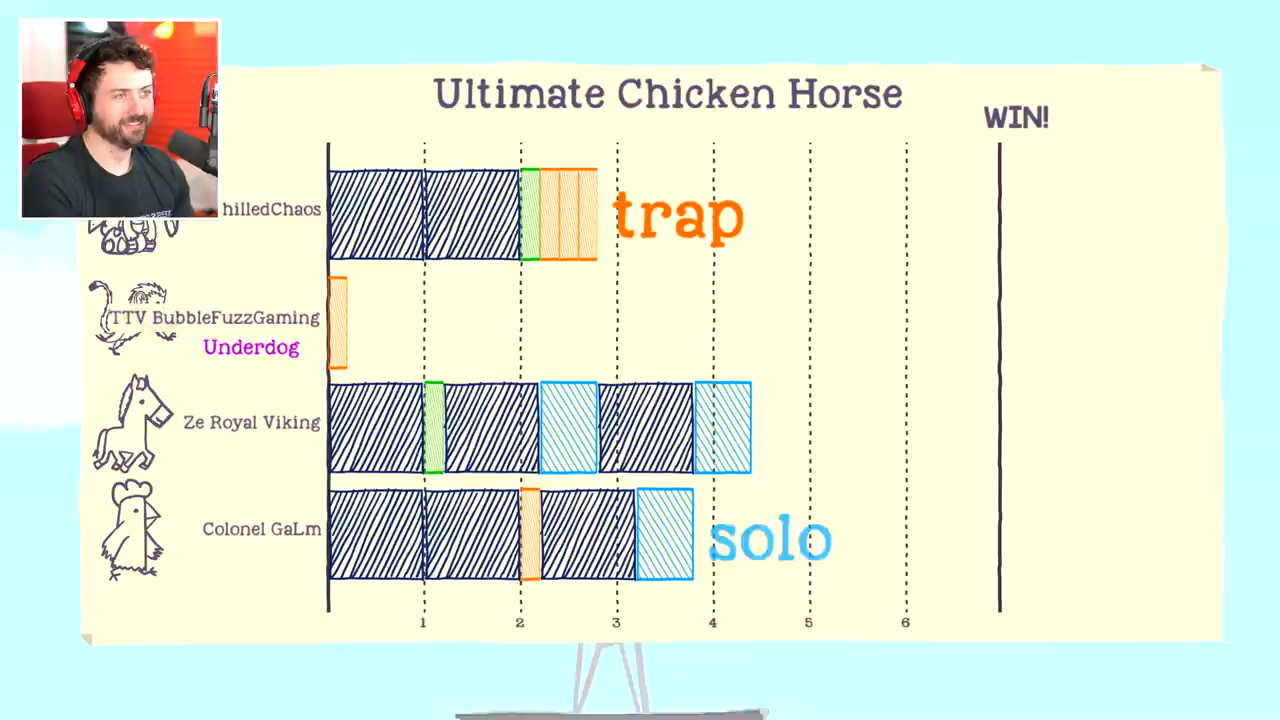 Ultimate Chicken Horse
WIN!
hilledChaos
trap
TTV BubbleFuzzGaming
Underdog
Ze Royal Viking
Colonel GaLm
solo
1 2 3 4 5 6